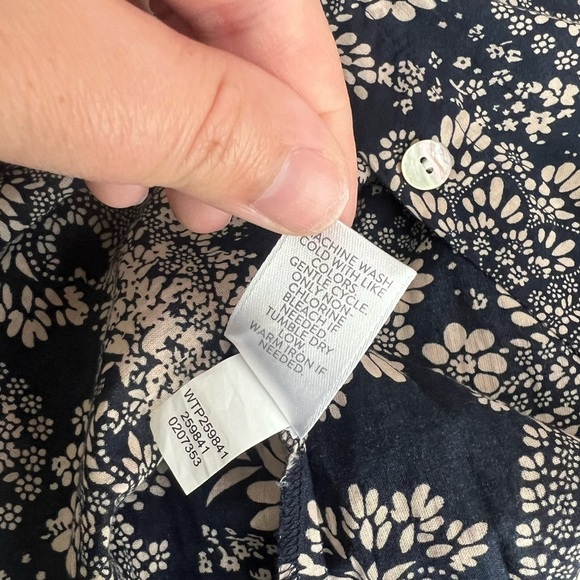 MACHINE WASH
COLD WITH LIKE
COLORS
GENTLE CYCLE.
ONLY NON-
CHLORINE
BLEACH IF
NEEDED.
TUMBLE DRY
LOW.
WARM IRON IF
NEEDED.
WTP259841
259841
0207353